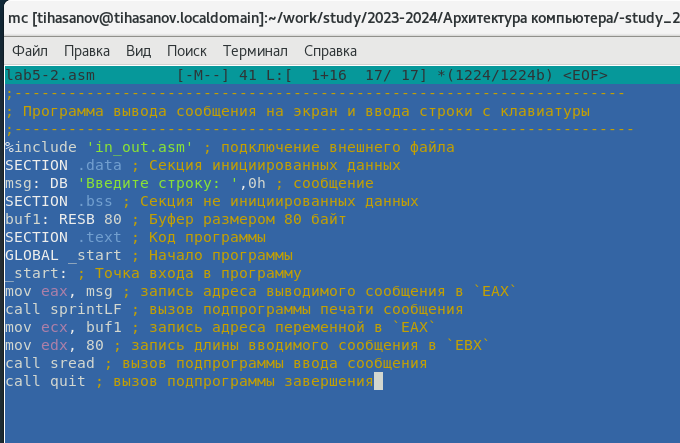 mc [tihasanov@tihasanov.localdomain]:~/work/study/2023-2024/Архитектура компьютера/-study_2
Файл Правка Вид Поиск Терминал Справка
lab5-2.asm [-M--] 41 L:[ 1+16 17/ 17] *(1224/1224b) <EOF>
;--------------------------------------------------------------------
; Программа вывода сообщения на экран и ввода строки с клавиатуры
;---------------------------------------------------------------------
%include 'in_out.asm' ; подключение внешнего файла
SECTION .data ; Секция инициированных данных
msg: DB 'Введите строку: ',0h ; сообщение
SECTION .bss ; Секция не инициированных данных
buf1: RESB 80 ; Буфер размером 80 байт
SECTION .text ; Код программы
GLOBAL _start ; Начало программы
_start: ; Точка входа в программу
mov eax, msg ; запись адреса выводимого сообщения в `EAX`
call sprintLF ; вызов подпрограммы печати сообщения
mov ecx, buf1 ; запись адреса переменной в `EAX`
mov edx, 80 ; запись длины вводимого сообщения в `EBX`
call sread ; вызов подпрограммы ввода сообщения
call quit ; вызов подпрограммы завершения